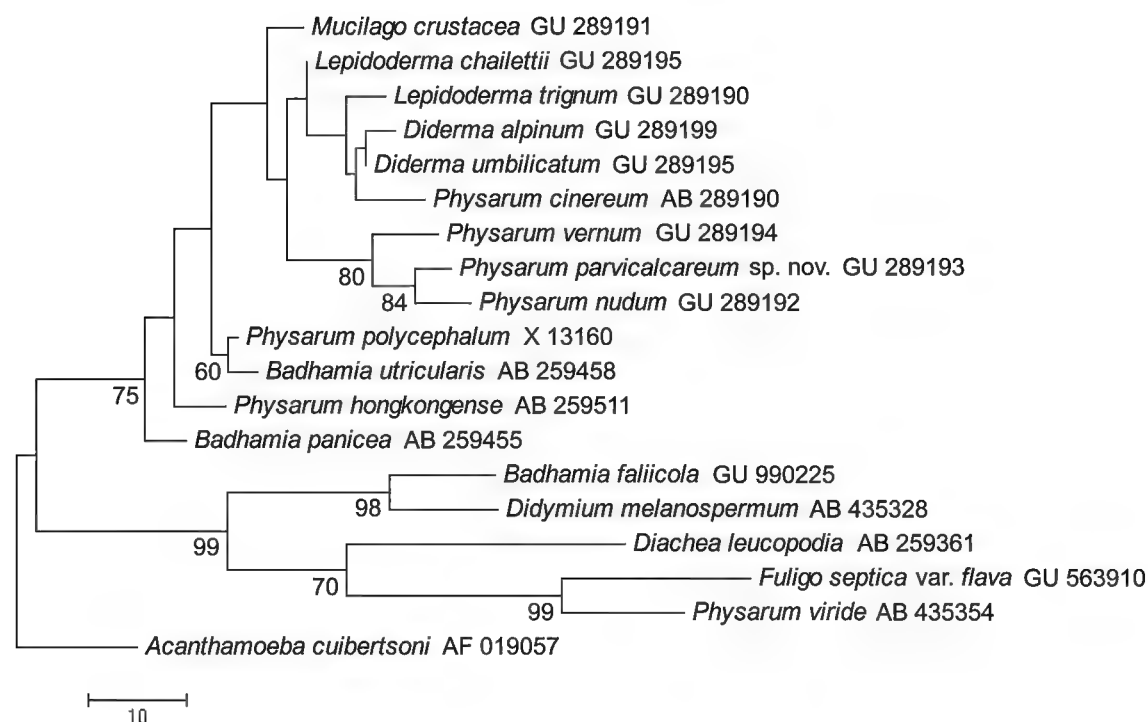 Mucilago crustacea GU 289191
Lepidoderma chailettii GU 289195
Lepidoderma trignum GU 289190
Diderma alpinum GU 289199
Diderma umbilicatum GU 289195
Physarum cinereum AB 289190
Physarum vernum GU 289194
80
Physarum parvicalcareum sp. nov. GU 289193
84
Physarum nudum GU 289192
Physarum polycephalum X 13160
60
Badhamia utricularis AB 259458
75
Physarum hongkongense AB 259511
Badhamia panicea AB 259455
Badhamia faliicola GU 990225
98
Didymium melanospermum AB 435328
99
Diachea leucopodia AB 259361
70
Fuligo septica var. flava GU 563910
99
Physarum viride AB 435354
Acanthamoeba cuibertsoni AF 019057
10